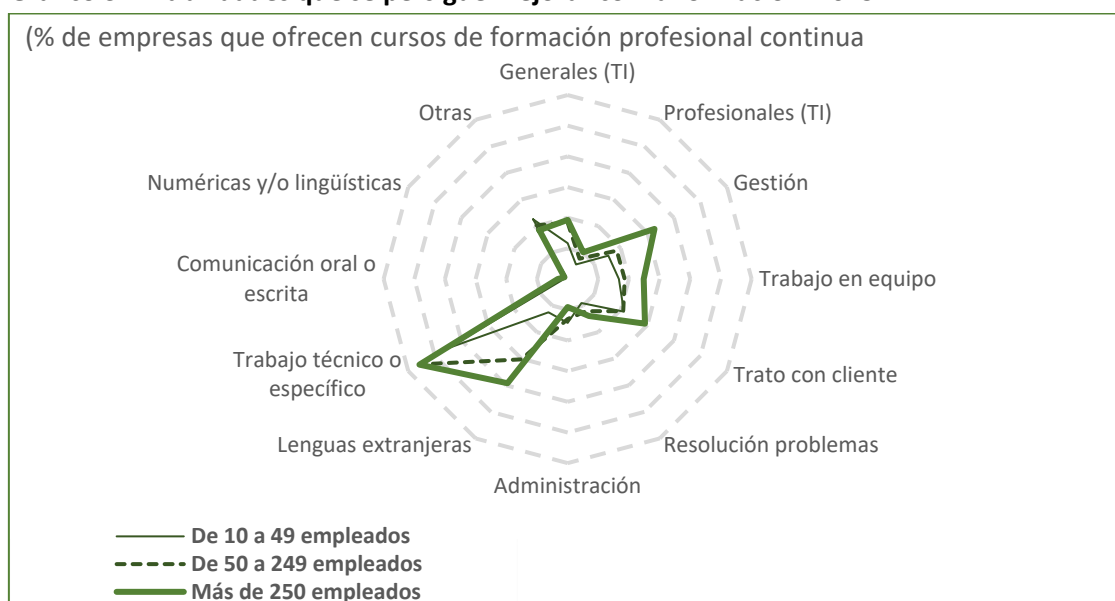 (% de empresas que ofrecen cursos de formación profesional continua
Generales (TI)
Otras
Profesionales (TI)
Numéricas y/o lingüísticas
Gestión
Comunicación oral o
escrita
Trabajo en equipo
Trabajo técnico o
específico
Trato con cliente
Lenguas extranjeras
Resolución problemas
Administración
De 10 a 49 empleados
De 50 a 249 empleados
Más de 250 empleados